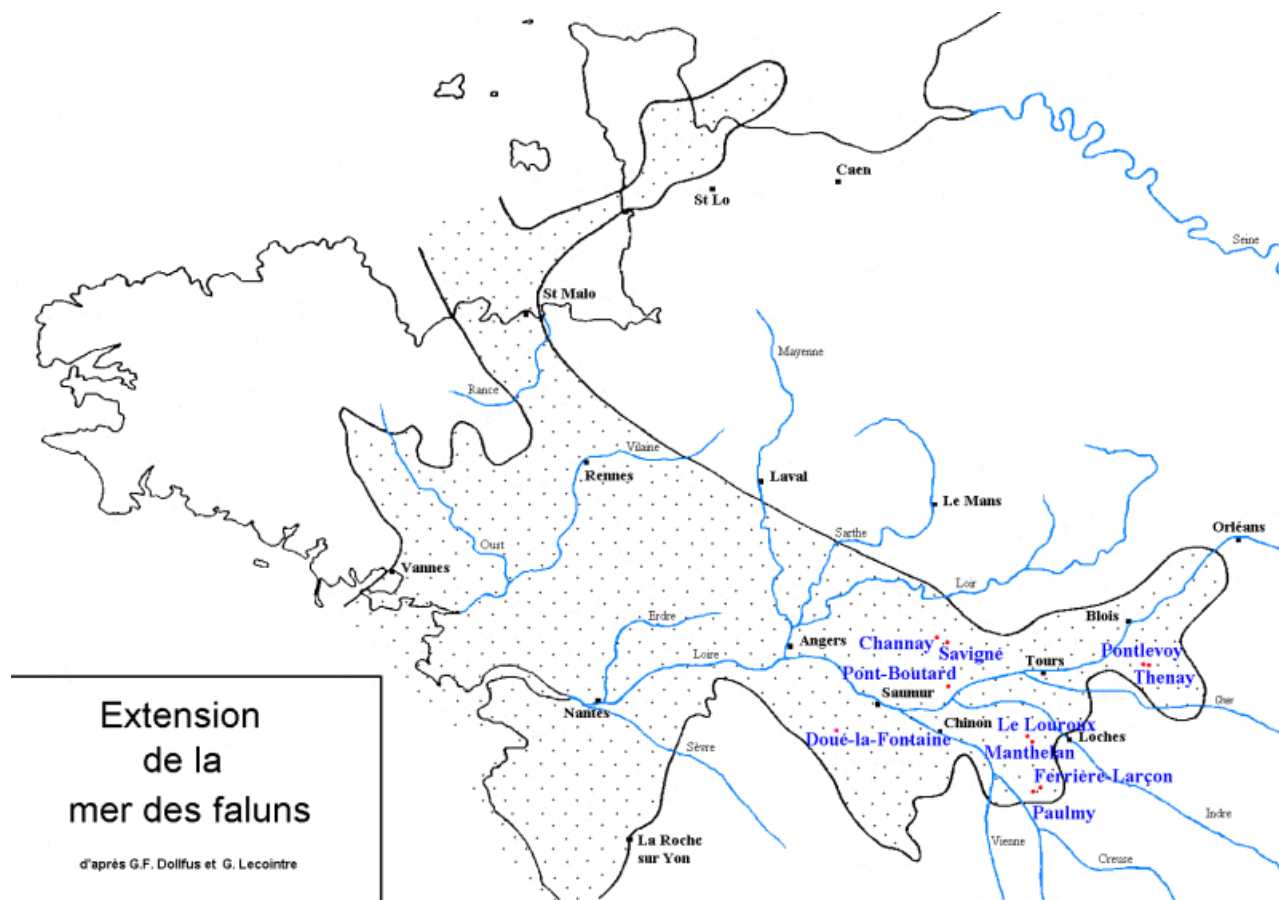 Caen
St Lo
Seine
St Malo
Mayenne
Rance
Vilaine
Rennes
Laval
Le Mans
Orléans
Sarthe
Oust
Vannes
Loir
Erdre
Blois
Angers
Channay
Savigné
Pontlevoy
Loire
Tours
Thenay
Pont-Boutard
Saumur
Nantes
Cher
Chinon
Le Louroux
Loches
Doué-la-Fontaine
Manthelan
Sèvre
Ferrière-Larçon
Paulmy
Indre
La Roche
sur Yon
Vienne
Creuse
Extension
de la
mer des faluns
d'après G.F. Dollfus et G. Lecointre